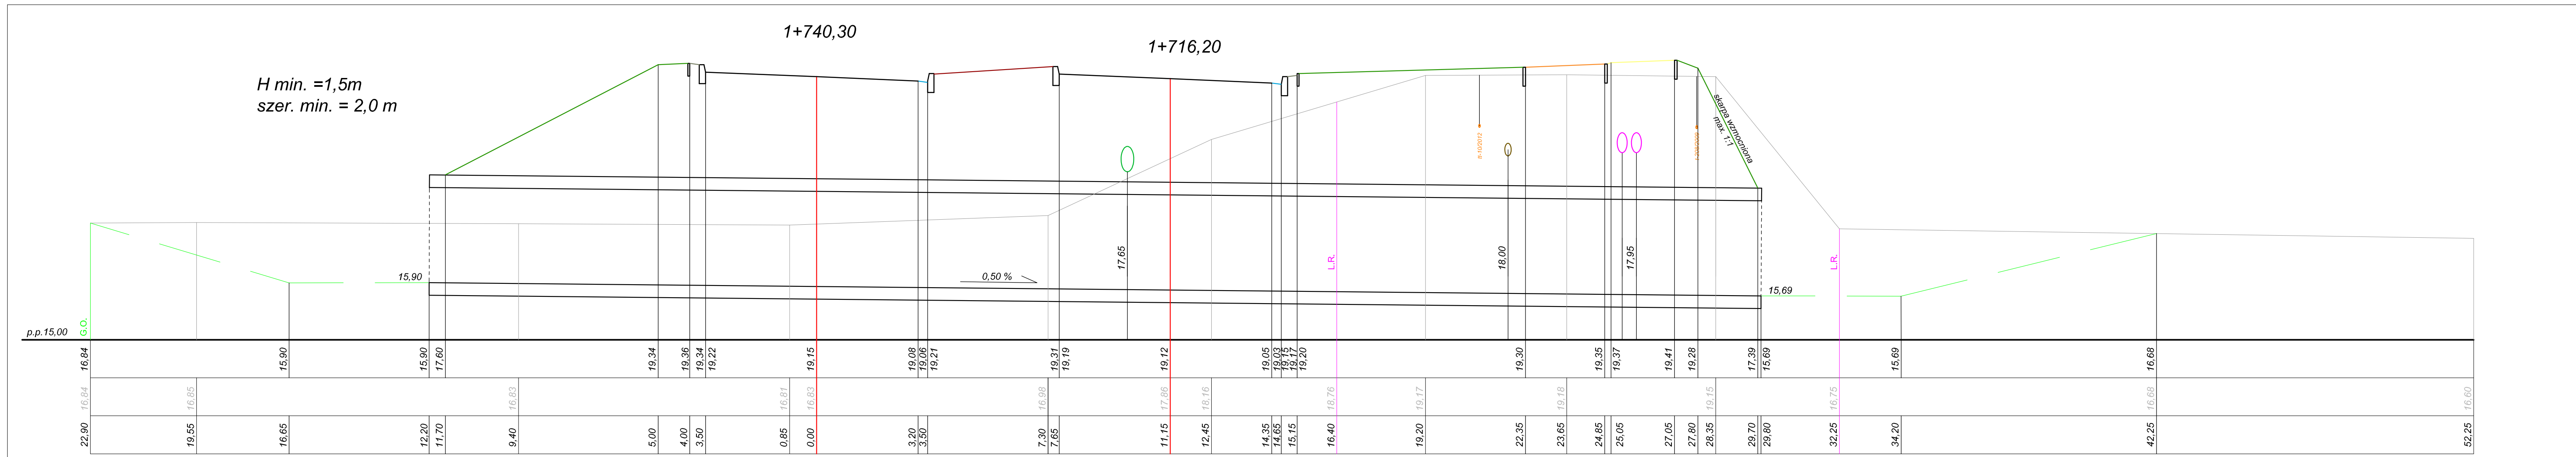 1+740,30
1+716,20
H min. =1,5m
szer. min. = 2,0 m
skarpa wzmocniona
max. 1:1
17,65
18,00
17,95
L.R.
L.R.
15,90
0,50 %
15,69
G.O.
p.p.15,00
16,84 15,90 15,90 17,60 19,34 19,36 19,34 19,22 19,15 19,08 19,06 19,21 19,31 19,19 19,12 19,05 19,03 19,15 19,17 19,20 19,30 19,35 19,37 19,41 19,28 17,39 15,69 15,69 16,68
16,84 16,85 16,83 16,81 16,83 16,98 17,86 18,16 18,76 19,17 19,18 19,15 16,75 16,68 16,60
22,90 19,55 16,65 12,20 11,70 9,40 5,00 4,00 3,50 0,85 0,00 3,20 3,50 7,30 7,65 11,15 12,45 14,35 14,65 15,15 16,40 19,20 22,35 23,65 24,85 25,05 27,05 27,80 28,35 29,70 29,80 32,25 34,20 42,25 52,25